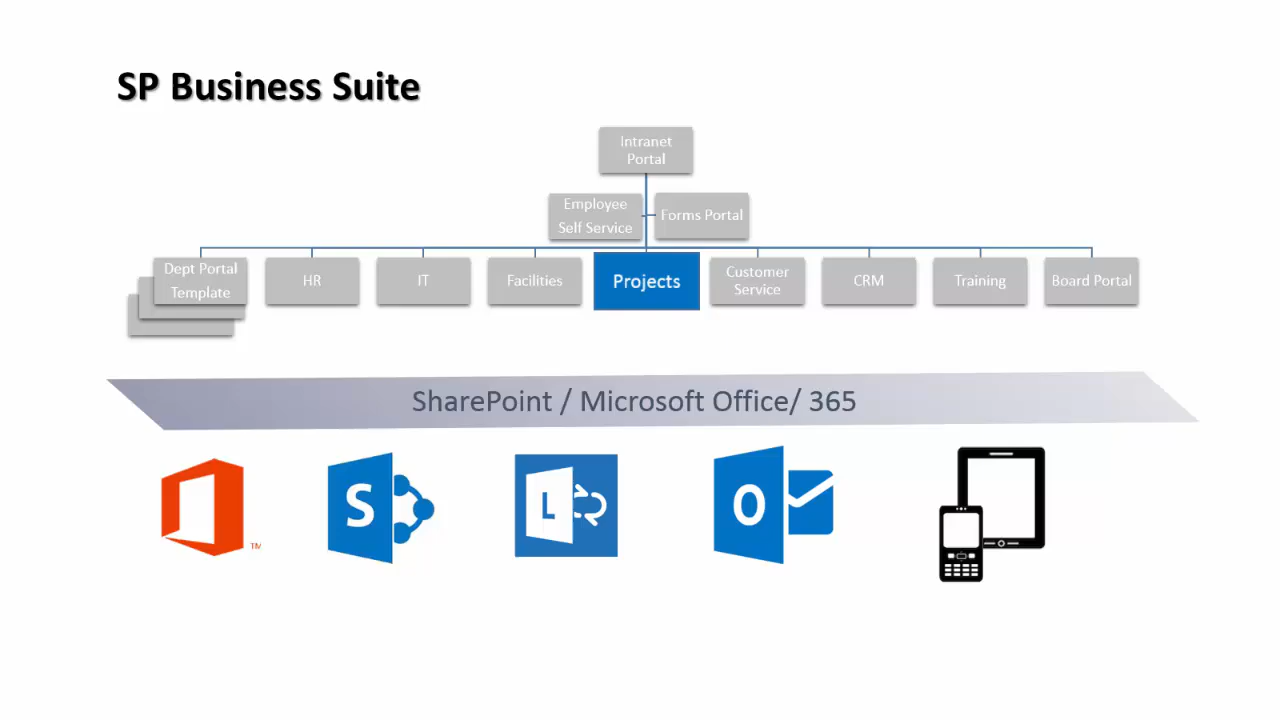 SP Business Suite
Intranet
Portal
Employee
Self Service
Forms Portal
Dept Portal
Template
HR
IT
Facilities
Projects
Customer
Service
CRM
Training
Board Portal
SharePoint / Microsoft Office/ 365
TM
S
L
O